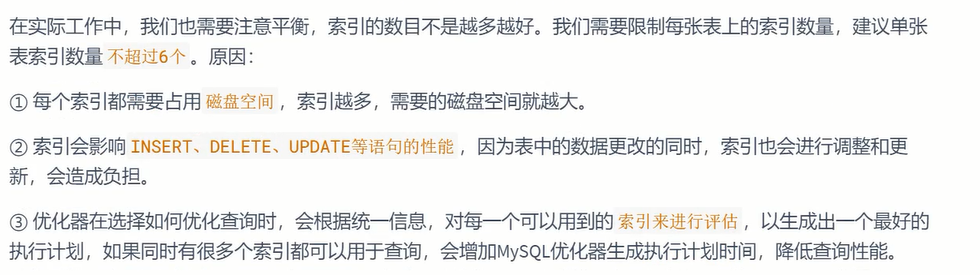 在实际工作中，我们也需要注意平衡，索引的数目不是越多越好。我们需要限制每张表上的索引数量，建议单张
表索引数量不超过6个。原因：
① 每个索引都需要占用磁盘空间，索引越多，需要的磁盘空间就越大。
② 索引会影响INSERT、DELETE、UPDATE等语句的性能，因为表中的数据更改的同时，索引也会进行调整和更
新，会造成负担。
③ 优化器在选择如何优化查询时，会根据统一信息，对每一个可以用到的索引来进行评估，以生成出一个最好的
执行计划，如果同时有很多个索引都可以用于查询，会增加MySQL优化器生成执行计划时间，降低查询性能。